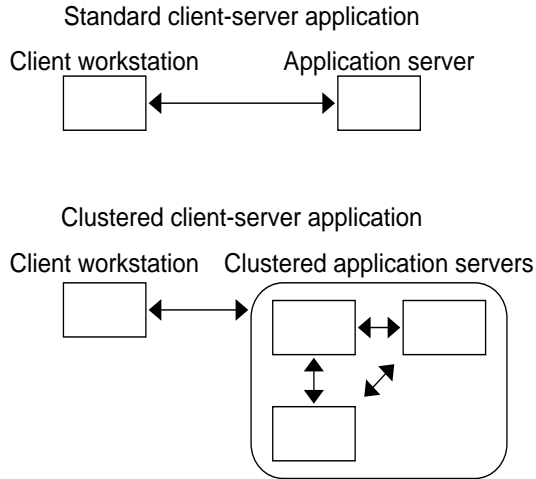 Standard client-server application
Client workstation Application server
Clustered client-server application
Client workstation Clustered application servers